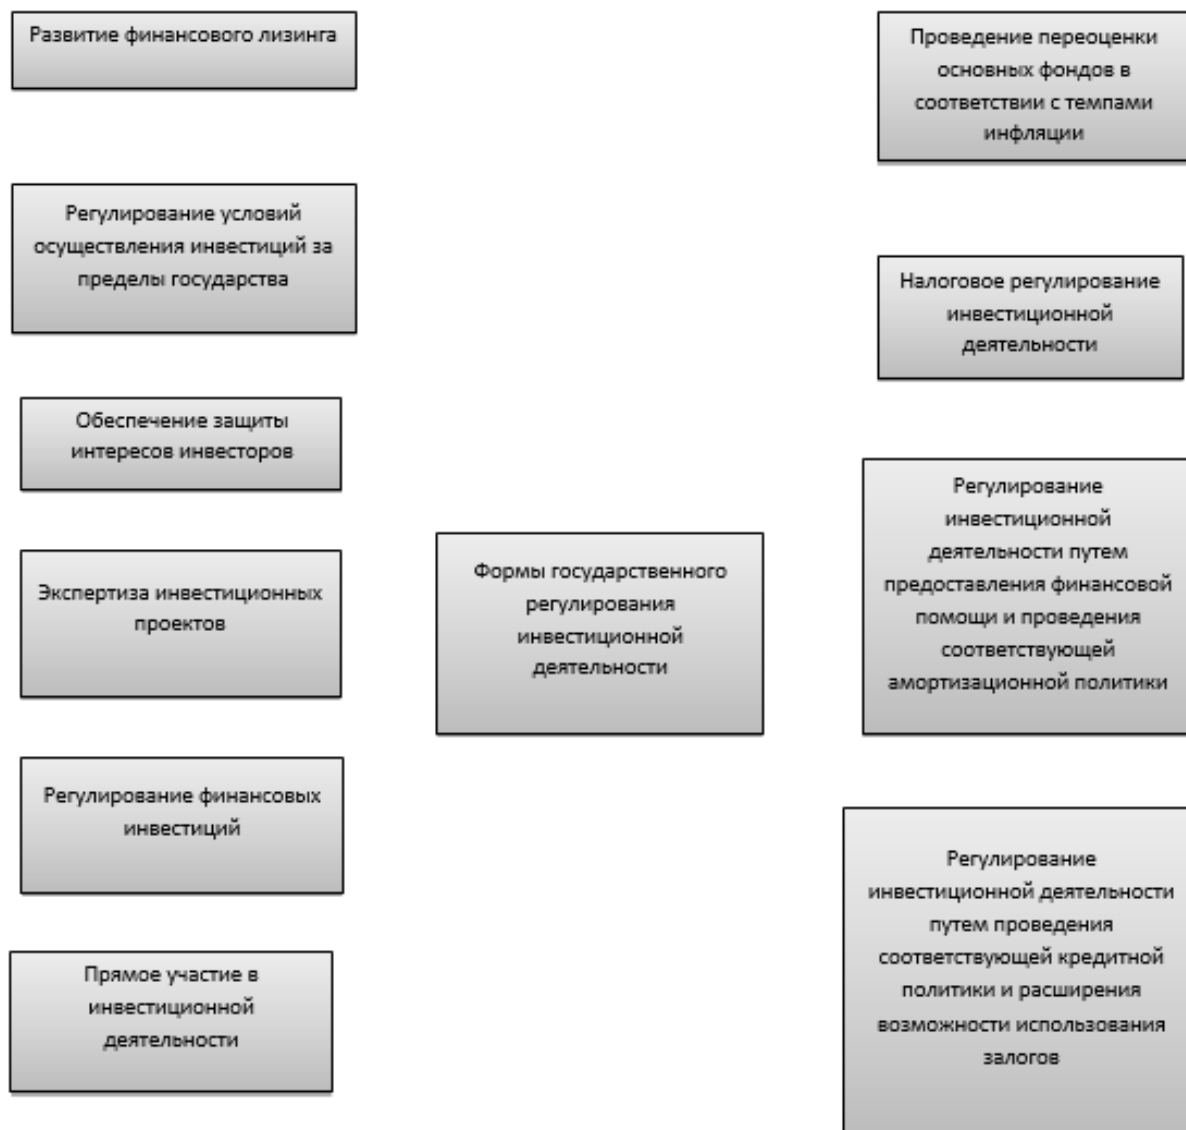 Развитие финансового лизинга
Регулирование условий
осуществления инвестиций за
пределы государства
Обеспечение защиты
интересов инвесторов
Экспертиза инвестиционных
проектов
Регулирование финансовых
инвестиций
Прямое участие в
инвестиционной
деятельности
Формы государственного
регулирования
инвестиционной
деятельности
Проведение переоценки
основных фондов в
соответствии с темпами
инфляции
Налоговое регулирование
инвестиционной
деятельности
Регулирование
инвестиционной
деятельности путем
предоставления финансовой
помощи и проведения
соответствующей
амортизационной политики
Регулирование
инвестиционной деятельности
путем проведения
соответствующей кредитной
политики и расширения
возможности использования
залогов